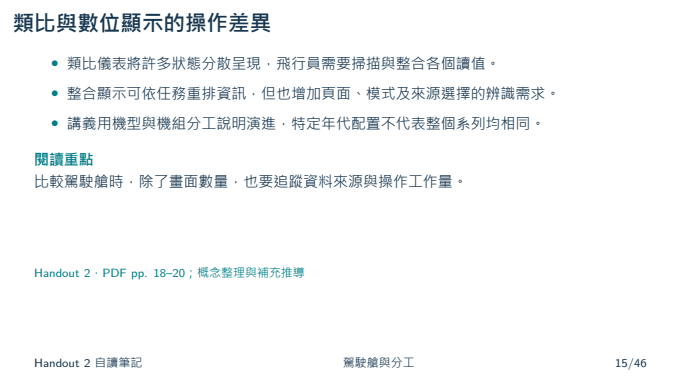 類比與數位顯示的操作差異
• 類比儀表將許多狀態分散呈現，飛行員需要掃描與整合各個讀值。
• 整合顯示可依任務重排資訊，但也增加頁面、模式及來源選擇的辨識需求。
• 講義用機型與機組分工說明演進，特定年代配置不代表整個系列均相同。
閱讀重點
比較駕駛艙時，除了畫面數量，也要追蹤資料來源與操作工作量。
Handout 2 · PDF pp. 18–20；概念整理與補充推導
Handout 2 自讀筆記 駕駛艙與分工 15/46